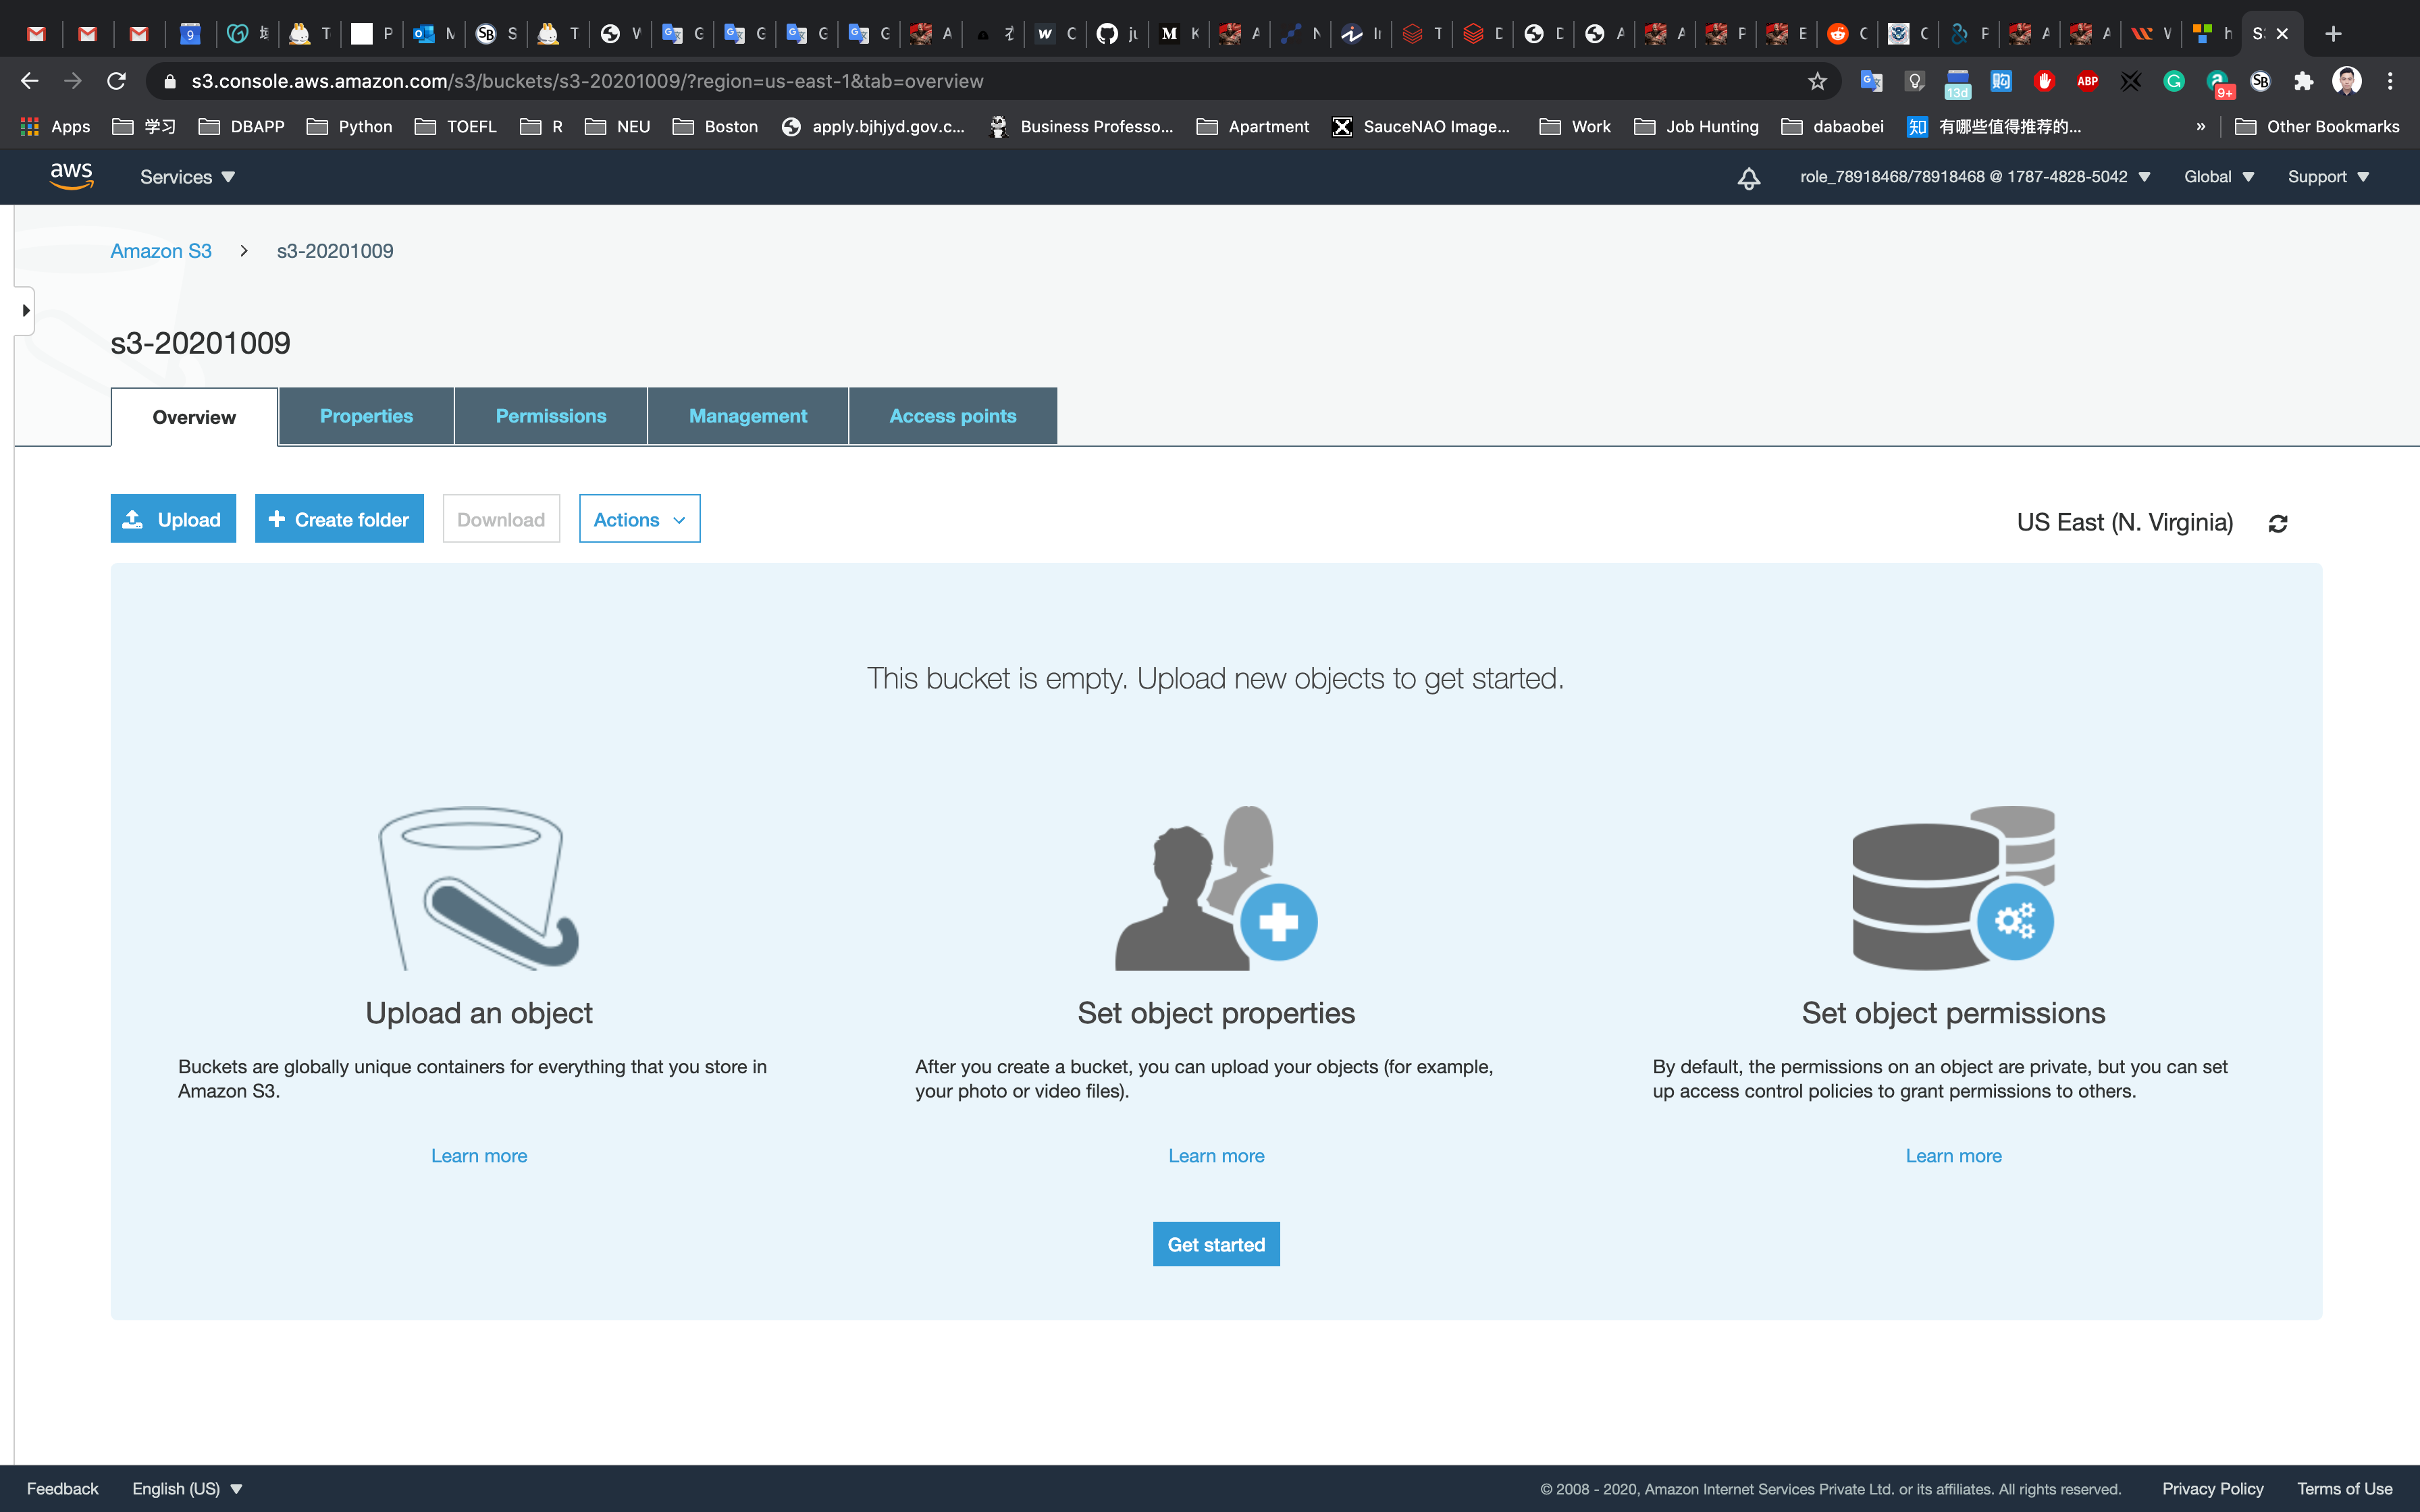 s3.console.aws.amazon.com/s3/buckets/s3-20201009/?region=us-east-1&tab=overview
13d
ABP
9+
Apps 学习 DBAPP Python TOEFL R NEU Boston apply.bjhjyd.gov.c... Business Professo... Apartment SauceNAO Image... Work Job Hunting dabaobei 知 有哪些值得推荐的... » Other Bookmarks
aws Services role_78918468/78918468 @ 1787-4828-5042 Global Support
Amazon S3 > s3-20201009
s3-20201009
Overview Properties Permissions Management Access points
Upload Create folder Download Actions US East (N. Virginia)
This bucket is empty. Upload new objects to get started.
Upload an object
Buckets are globally unique containers for everything that you store in
Amazon S3.
Learn more
Set object properties
After you create a bucket, you can upload your objects (for example,
your photo or video files).
Learn more
Set object permissions
By default, the permissions on an object are private, but you can set
up access control policies to grant permissions to others.
Learn more
Get started
Feedback English (US) © 2008 - 2020, Amazon Internet Services Private Ltd. or its affiliates. All rights reserved. Privacy Policy Terms of Use